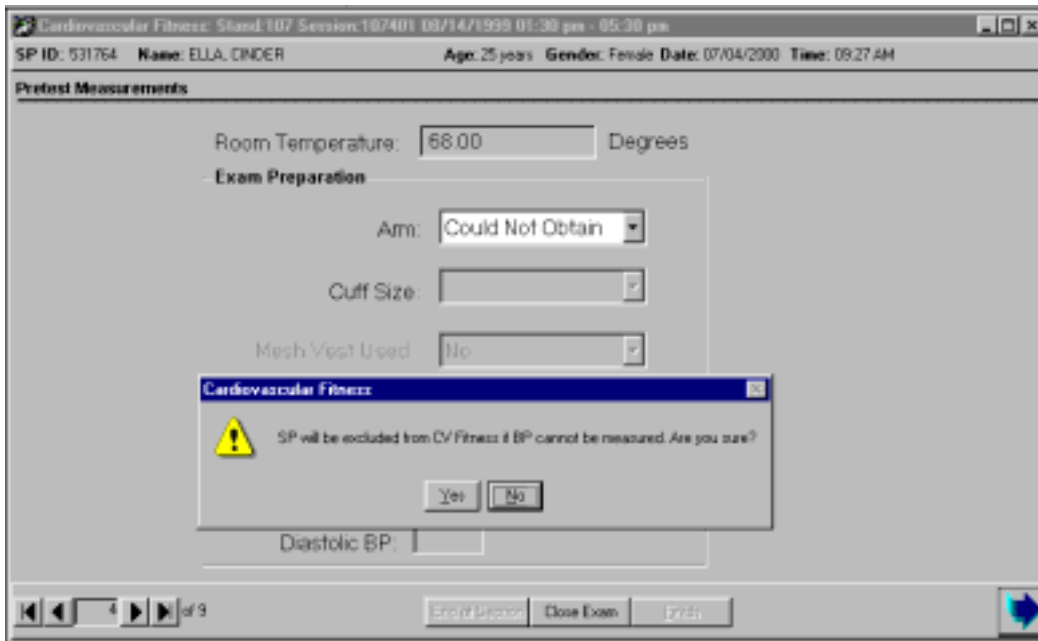 Cardiovascular Fitness: Stand:107 Session:107401 08/14/1999 01:30 pm - 05:30 pm
SP ID: 531764 Name: ELLA, CINDER Age: 25 years Gender: Female Date: 07/04/2000 Time: 09:27 AM
Pretest Measurements
Room Temperature: 68.00 Degrees
Exam Preparation
Arm: Could Not Obtain
Cuff Size:
Mesh Vest Used No
Cardiovascular Fitness
SP will be excluded from CV Fitness if BP cannot be measured. Are you sure?
Yes No
Diastolic BP:
4 of 9 End of Section Close Exam Finish